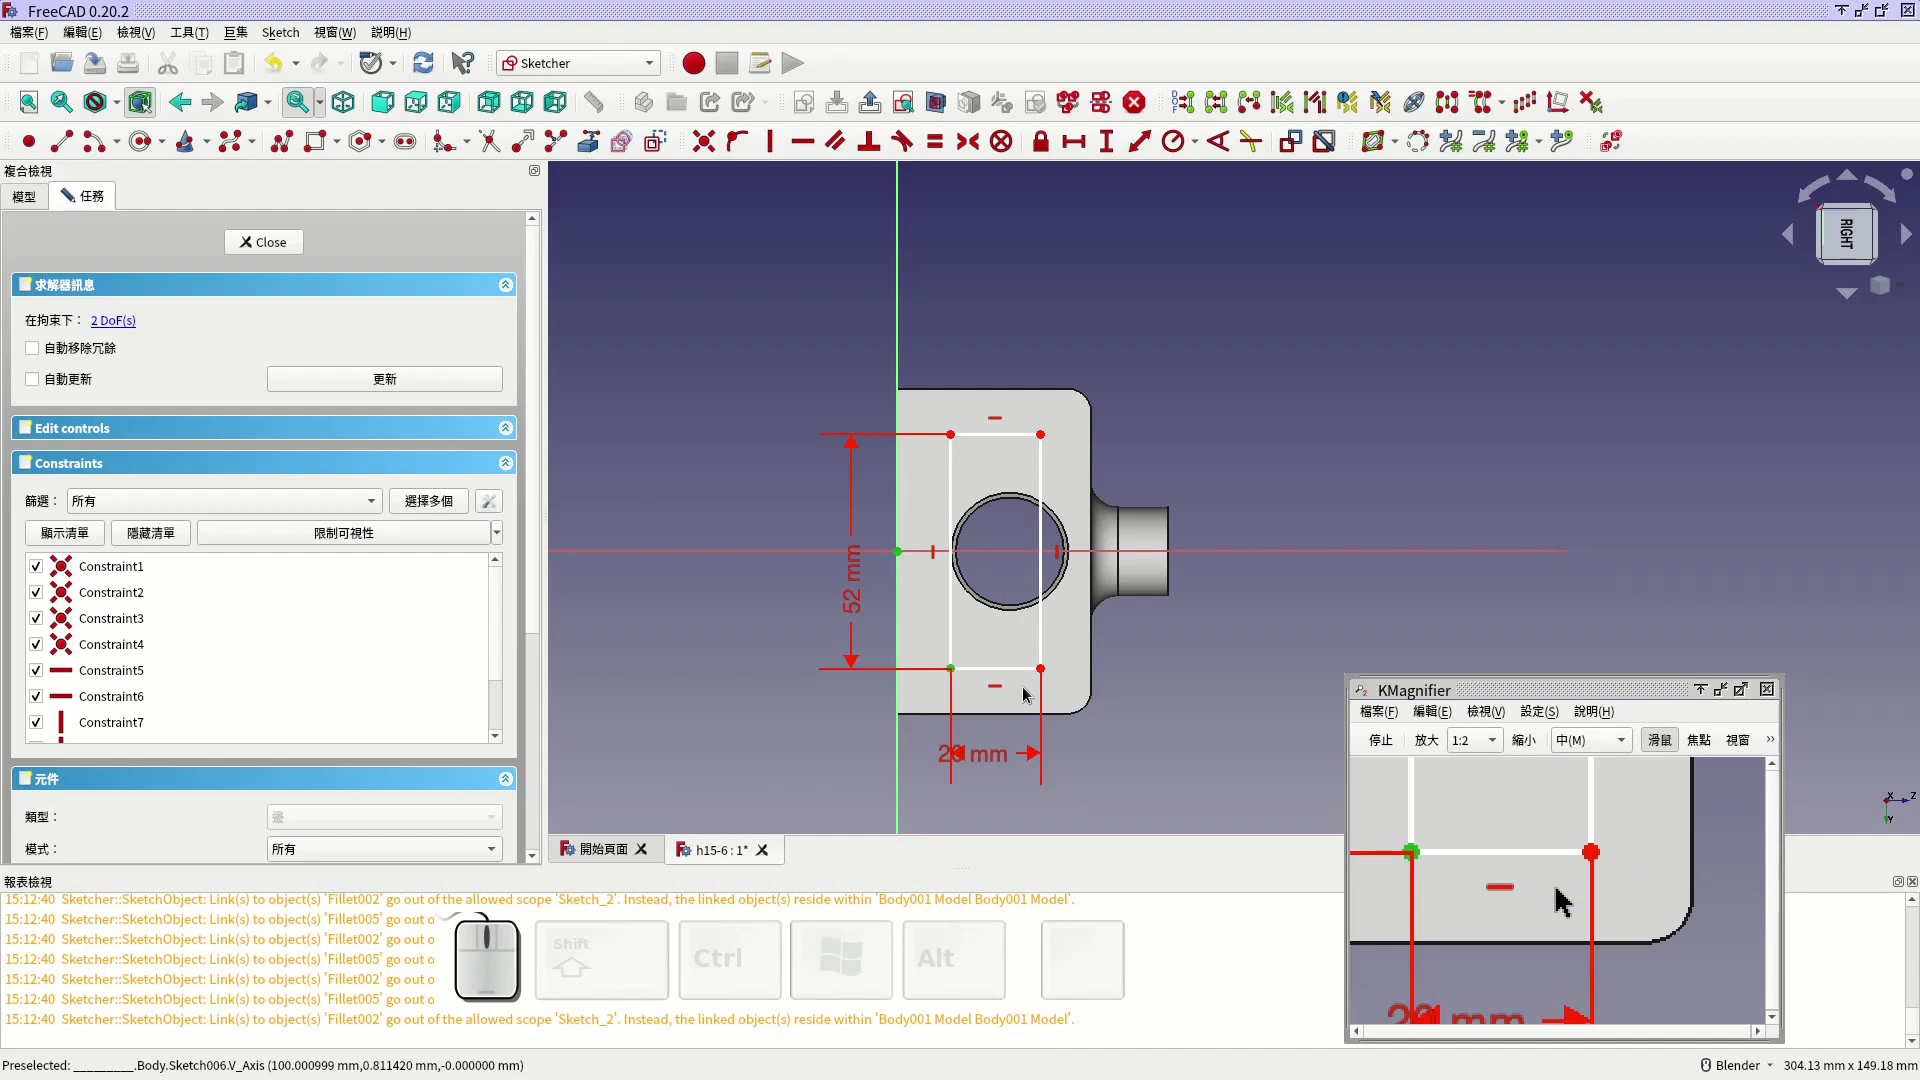 FreeCAD 0.20.2
檔案(F) 編輯(E) 檢視(V) 工具(T) 巨集 Sketch 視窗(W) 說明(H)
Sketcher
複合檢視
模型 任務
Close
求解器訊息
在拘束下： 2 DoF(s)
自動移除冗餘
自動更新 更新
Edit controls
Constraints
篩選： 所有 選擇多個
顯示清單 隱藏清單 限制可視性
Constraint1
Constraint2
Constraint3
Constraint4
Constraint5
Constraint6
Constraint7
元件
類型： 邊
模式： 所有
RIGHT
52 mm
mm
X Z
Y
開始頁面 h15-6 : 1*
KMagnifier
檔案(F) 編輯(E) 檢視(V) 設定(S) 說明(H)
停止 放大 1:2 縮小 中(M) 滑鼠 焦點 視窗 »
mm
報表檢視
15:12:40 Sketcher::SketchObject: Link(s) to object(s) 'Fillet002' go out of the allowed scope 'Sketch_2'. Instead, the linked object(s) reside within 'Body001 Model Body001 Model'.
15:12:40 Sketcher::SketchObject: Link(s) to object(s) 'Fillet005' go out o
15:12:40 Sketcher::SketchObject: Link(s) to object(s) 'Fillet002' go out o
15:12:40 Sketcher::SketchObject: Link(s) to object(s) 'Fillet005' go out o
15:12:40 Sketcher::SketchObject: Link(s) to object(s) 'Fillet002' go out o
15:12:40 Sketcher::SketchObject: Link(s) to object(s) 'Fillet005' go out o
15:12:40 Sketcher::SketchObject: Link(s) to object(s) 'Fillet002' go out of the allowed scope 'Sketch_2'. Instead, the linked object(s) reside within 'Body001 Model Body001 Model'.
Shift Ctrl Alt
Preselected: _________.Body.Sketch006.V_Axis (100.000999 mm,0.811420 mm,-0.000000 mm)
Blender 304.13 mm x 149.18 mm